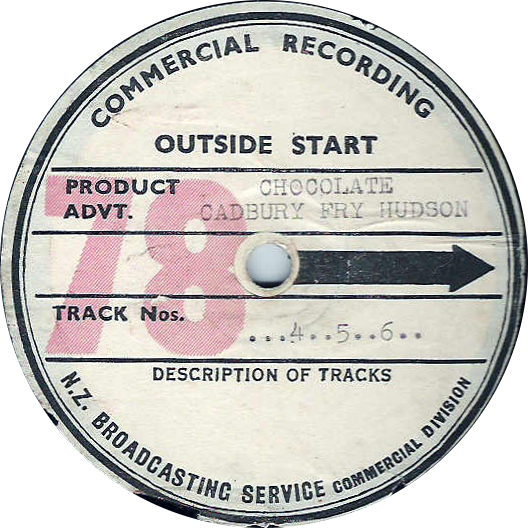 COMMERCIAL RECORDING
OUTSIDE START
PRODUCT CHOCOLATE
ADVT. CADBURY FRY HUDSON
78
TRACK Nos. ...4..5..6..
DESCRIPTION OF TRACKS
N.Z. BROADCASTING SERVICE COMMERCIAL DIVISION